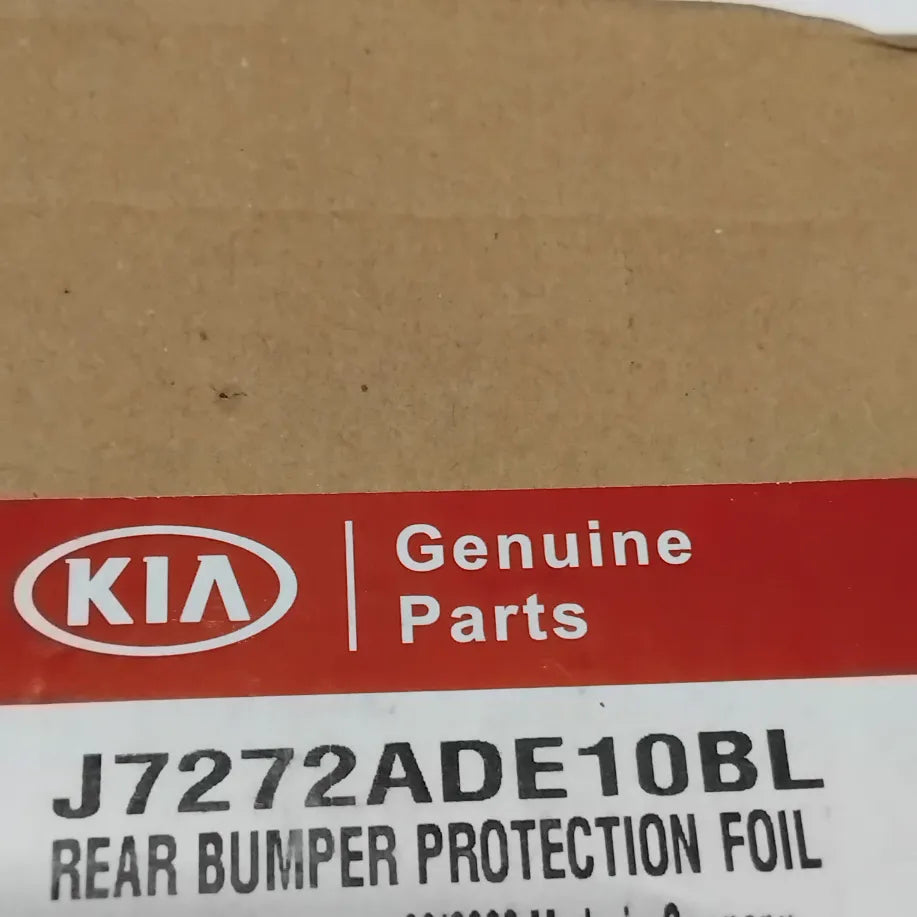 KIA
Genuine
Parts
J7272ADE10BL
REAR BUMPER PROTECTION FOIL